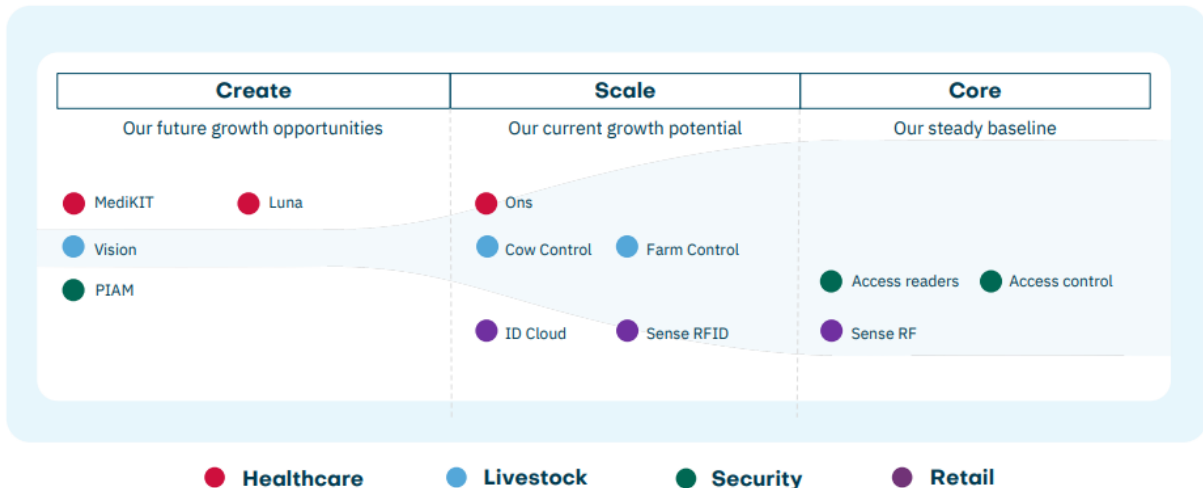 Create Scale Core
Our future growth opportunities Our current growth potential Our steady baseline
MediKIT Luna Ons
Vision Cow Control Farm Control
PIAM Access readers Access control
ID Cloud Sense RFID Sense RF
Healthcare Livestock Security Retail